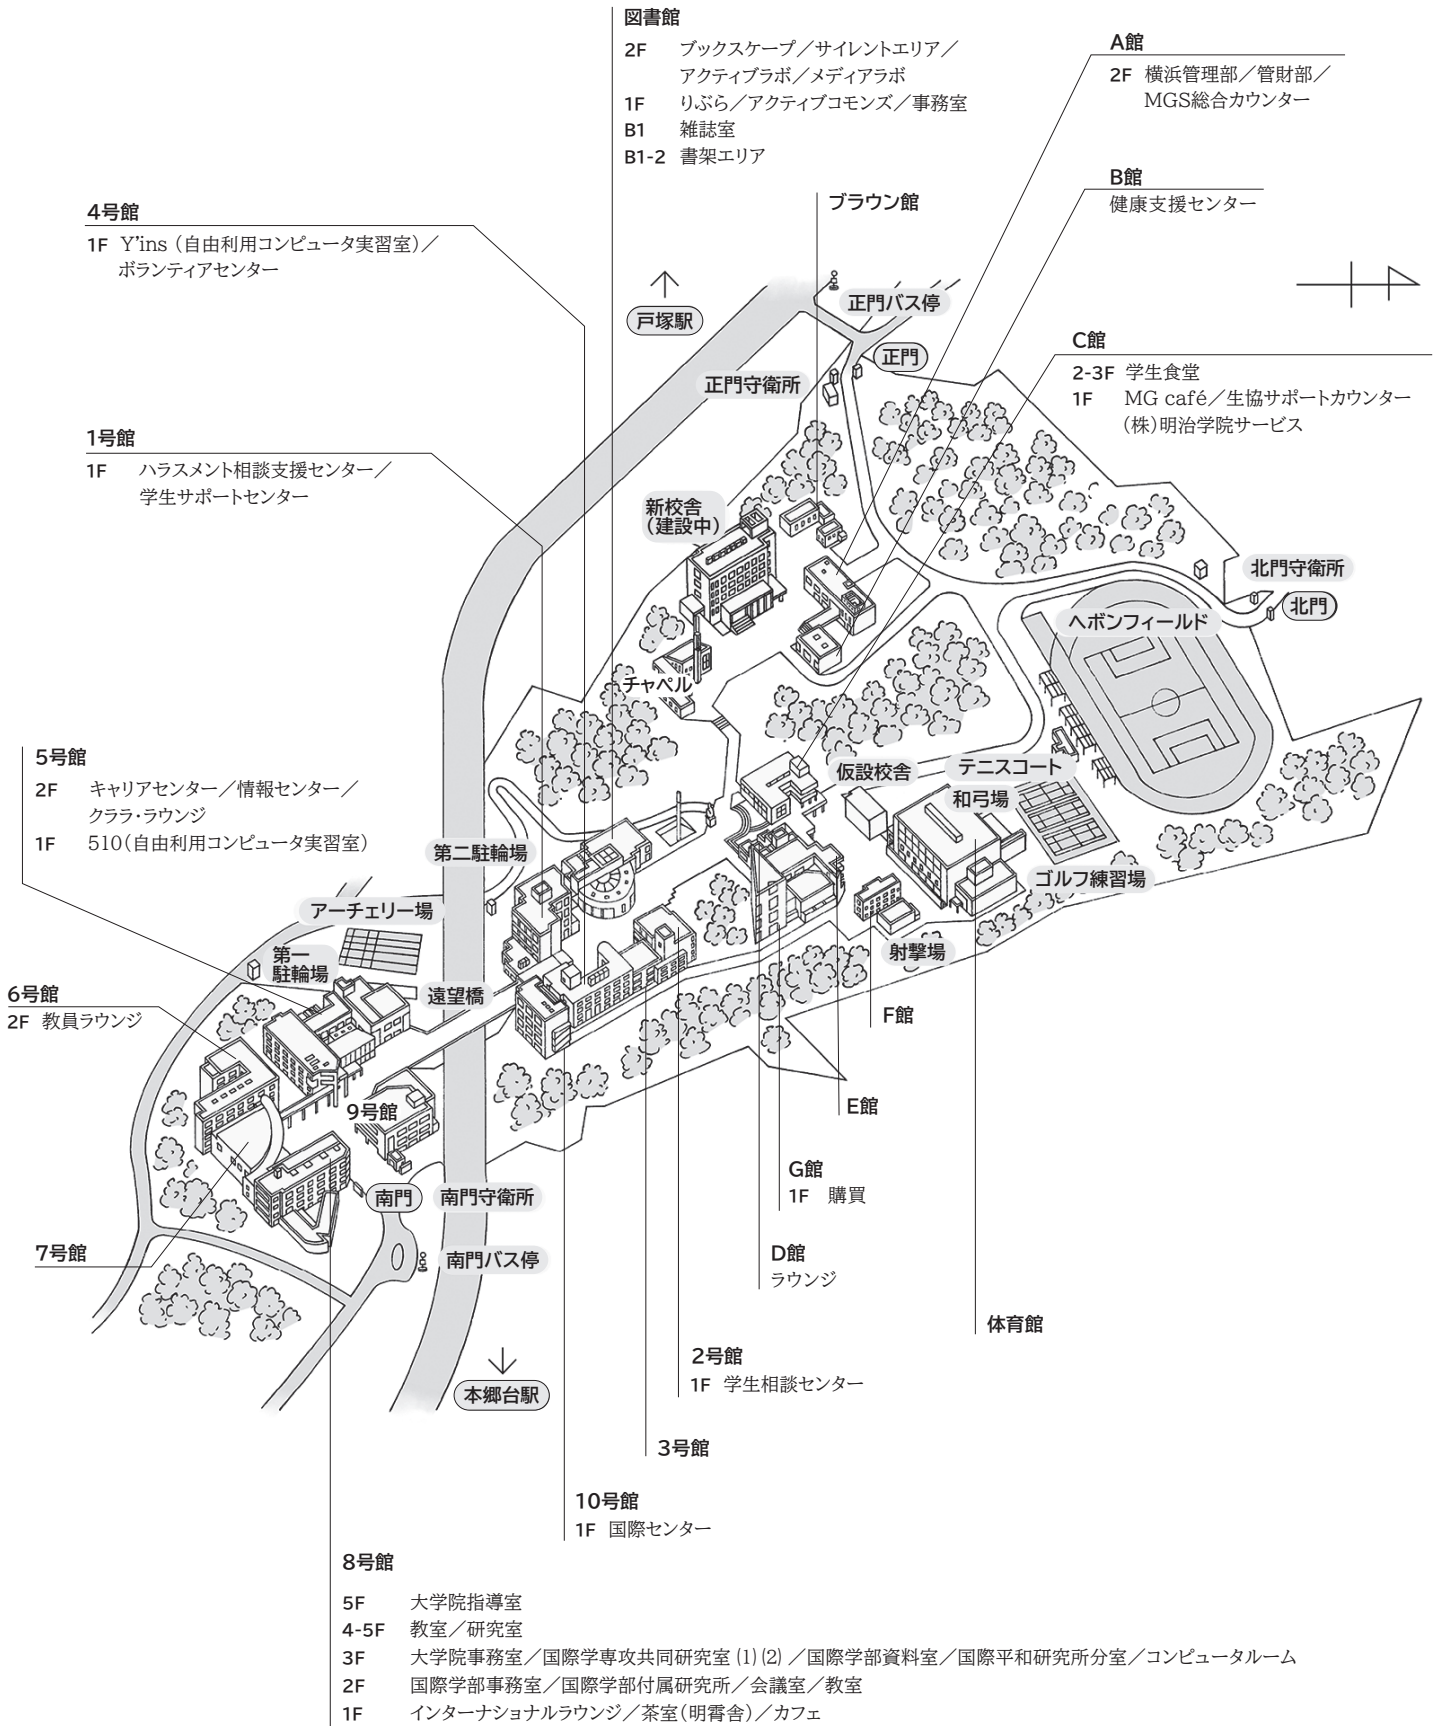 図書館
2F ブックスケープ／サイレントエリア／
アクティブラボ／メディアラボ
1F りぶら／アクティブコモンズ／事務室
B1 雑誌室
B1-2 書架エリア
A館
2F 横浜管理部／管財部／
MGS総合カウンター
B館
健康支援センター
ブラウン館
4号館
1F Y'ins（自由利用コンピュータ実習室）／
ボランティアセンター
戸塚駅
正門バス停
正門
正門守衛所
C館
2-3F 学生食堂
1F MG café／生協サポートカウンター
（株）明治学院サービス
1号館
1F ハラスメント相談支援センター／
学生サポートセンター
新校舎
（建設中）
北門守衛所
北門
ヘボンフィールド
チャペル
5号館
2F キャリアセンター／情報センター／
クララ・ラウンジ
1F 510（自由利用コンピュータ実習室）
仮設校舎
テニスコート
和弓場
第二駐輪場
ゴルフ練習場
アーチェリー場
射撃場
第一
駐輪場
遠望橋
6号館
2F 教員ラウンジ
F館
9号館
E館
G館
1F 購買
南門
南門守衛所
7号館
南門バス停
D館
ラウンジ
体育館
2号館
1F 学生相談センター
本郷台駅
3号館
10号館
1F 国際センター
8号館
5F 大学院指導室
4-5F 教室／研究室
3F 大学院事務室／国際学専攻共同研究室(1)(2)／国際学部資料室／国際平和研究所分室／コンピュータルーム
2F 国際学部事務室／国際学部付属研究所／会議室／教室
1F インターナショナルラウンジ／茶室（明霄舎）／カフェ